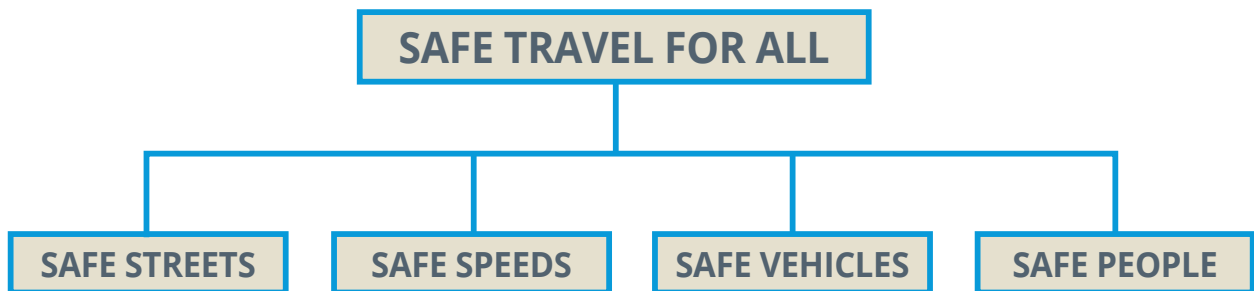 SAFE TRAVEL FOR ALL
SAFE STREETS
SAFE SPEEDS
SAFE VEHICLES
SAFE PEOPLE